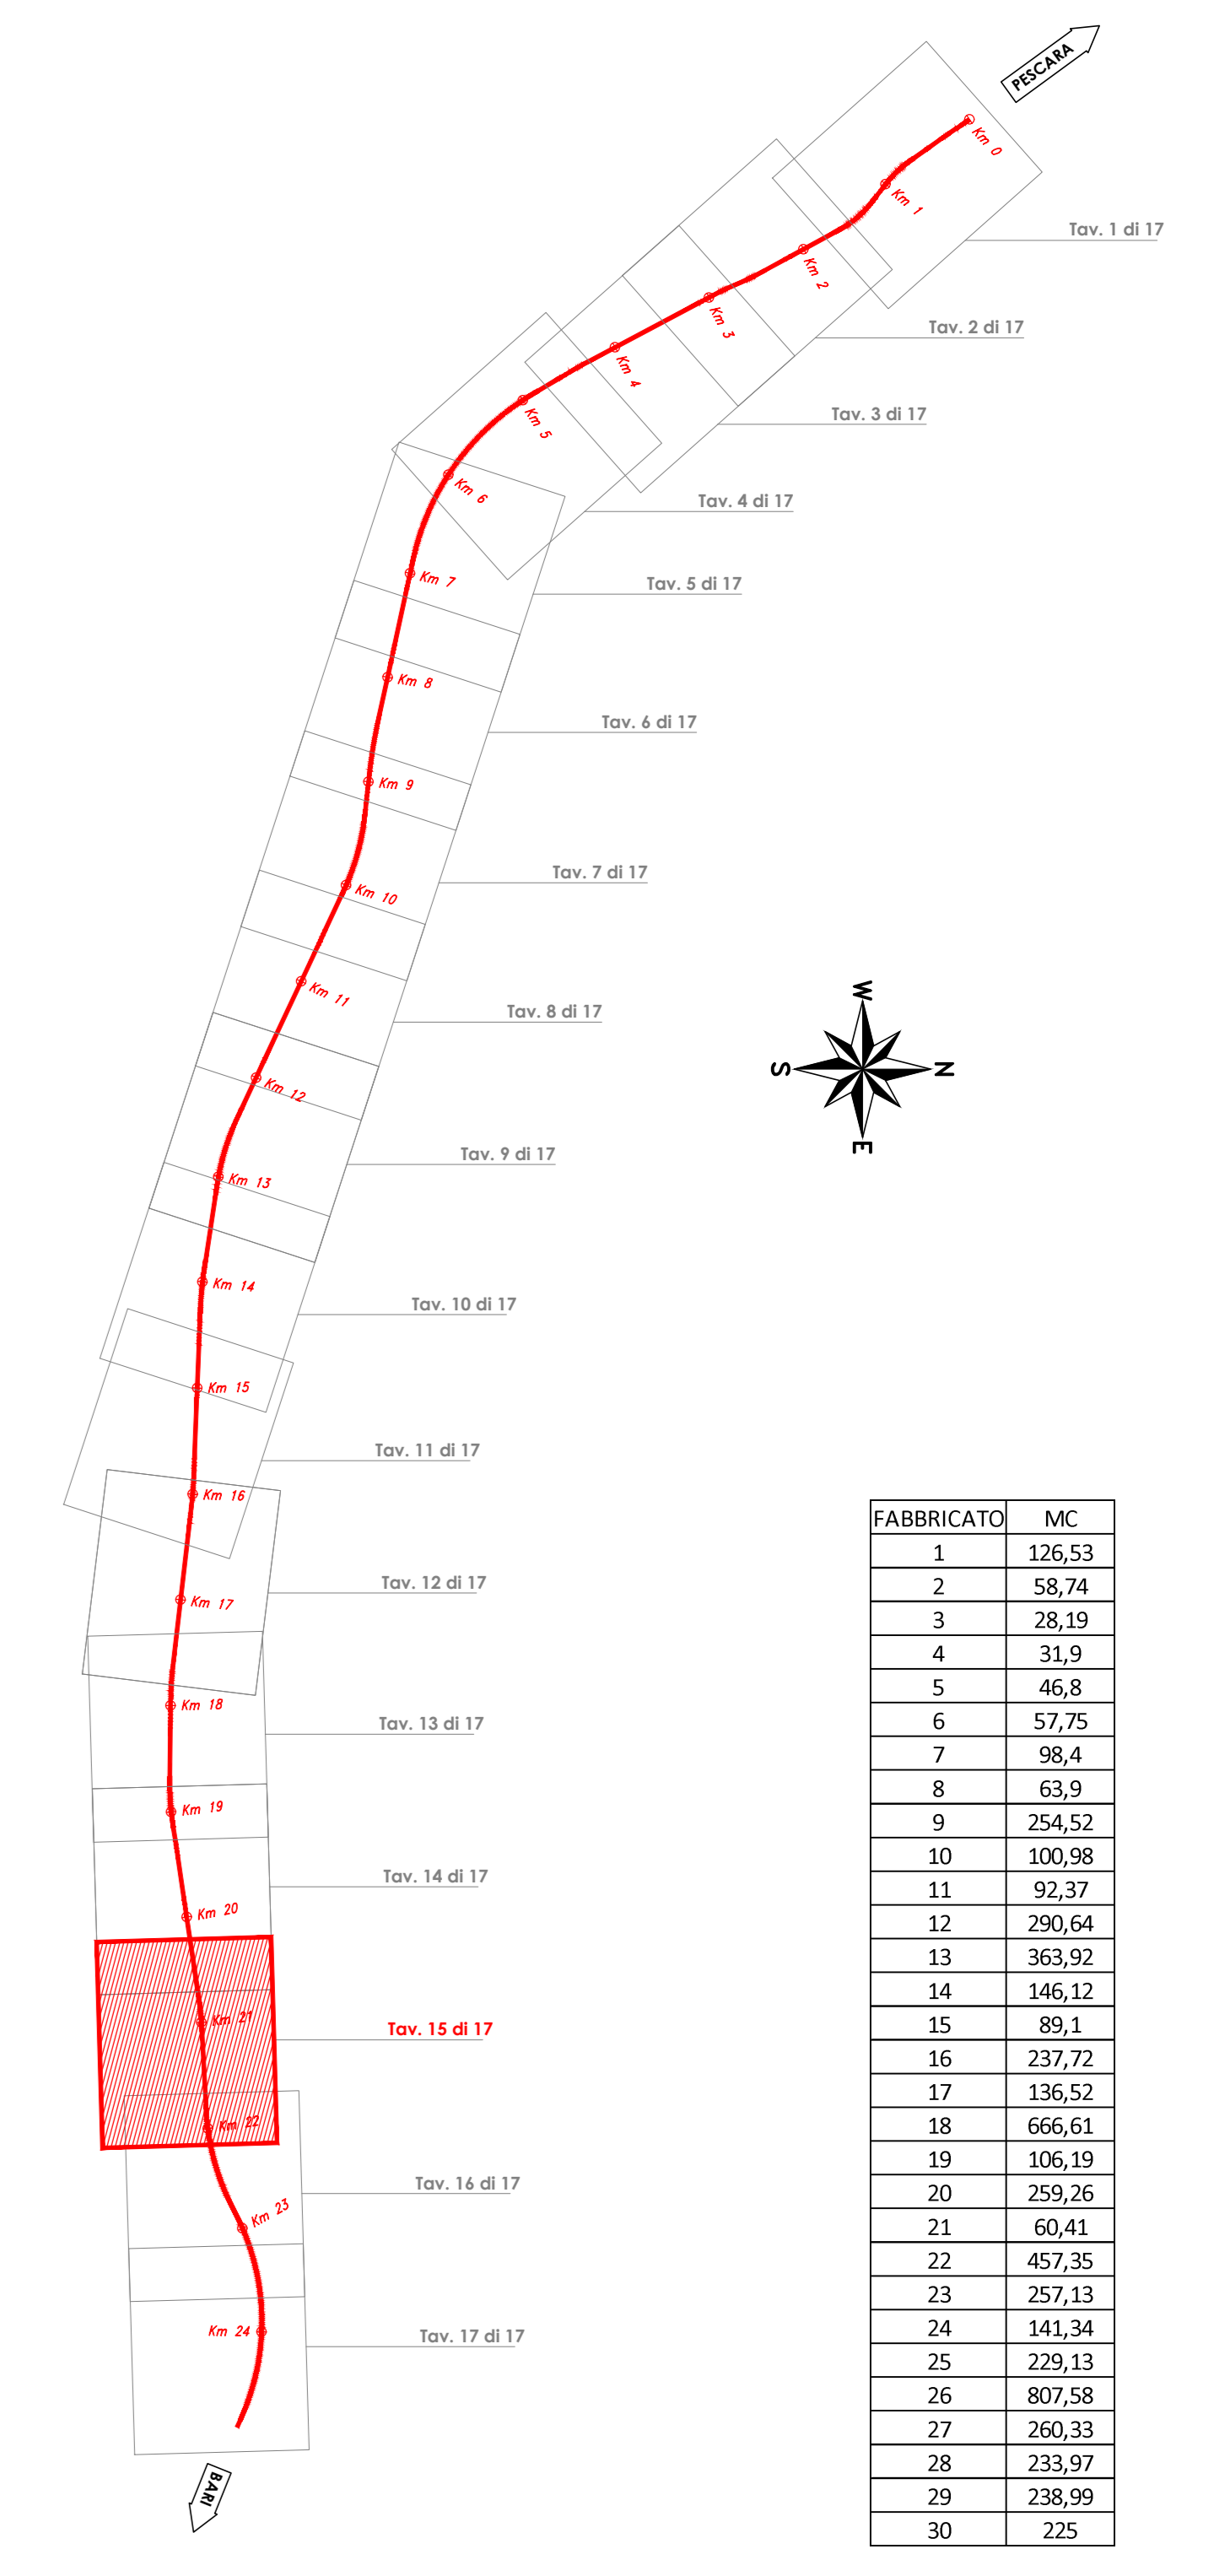 PESCARA
Km 0
Km 1
Tav. 1 di 17
Km 2
Km 3
Tav. 2 di 17
Km 4
Km 5
Tav. 3 di 17
Km 6
Tav. 4 di 17
Km 7
Tav. 5 di 17
Km 8
Tav. 6 di 17
Km 9
Tav. 7 di 17
Km 10
Km 11
Tav. 8 di 17
Km 12
Tav. 9 di 17
Km 13
Km 14
Tav. 10 di 17
Km 15
Tav. 11 di 17
Km 16
Tav. 12 di 17
Km 17
Km 18
Tav. 13 di 17
Km 19
Tav. 14 di 17
Km 20
Km 21
Tav. 15 di 17
Km 22
Tav. 16 di 17
Km 23
Km 24
Tav. 17 di 17
BARI
W
S
N
E
FABBRICATO MC
1 126,53
2 58,74
3 28,19
4 31,9
5 46,8
6 57,75
7 98,4
8 63,9
9 254,52
10 100,98
11 92,37
12 290,64
13 363,92
14 146,12
15 89,1
16 237,72
17 136,52
18 666,61
19 106,19
20 259,26
21 60,41
22 457,35
23 257,13
24 141,34
25 229,13
26 807,58
27 260,33
28 233,97
29 238,99
30 225